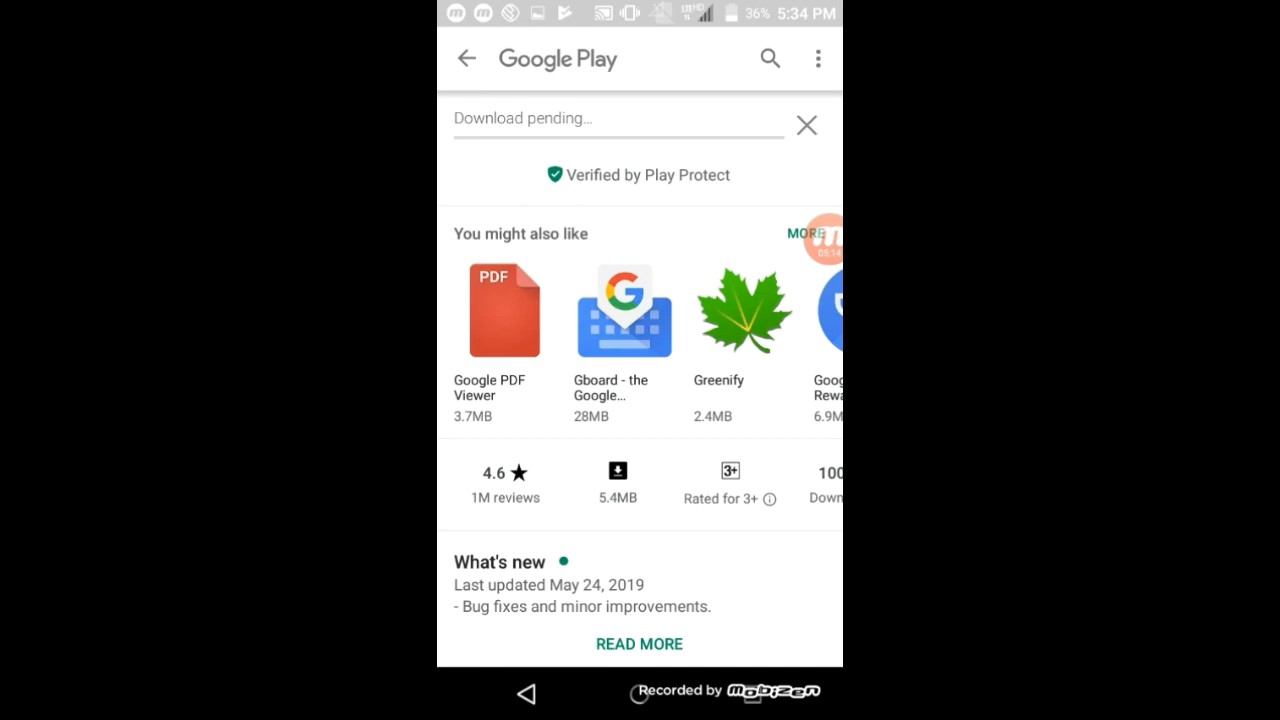 36% 5:34 PM
Google Play
Download pending...
Verified by Play Protect
You might also like
MORE
05:14
PDF
G
Google PDF Viewer
3.7MB
Gboard - the Google...
28MB
Greenify
2.4MB
Goog
Rewa
6.9M
4.6 ★
1M reviews
5.4MB
3+
Rated for 3+
100
Down
What's new
Last updated May 24, 2019
- Bug fixes and minor improvements.
READ MORE
Recorded by mobizen